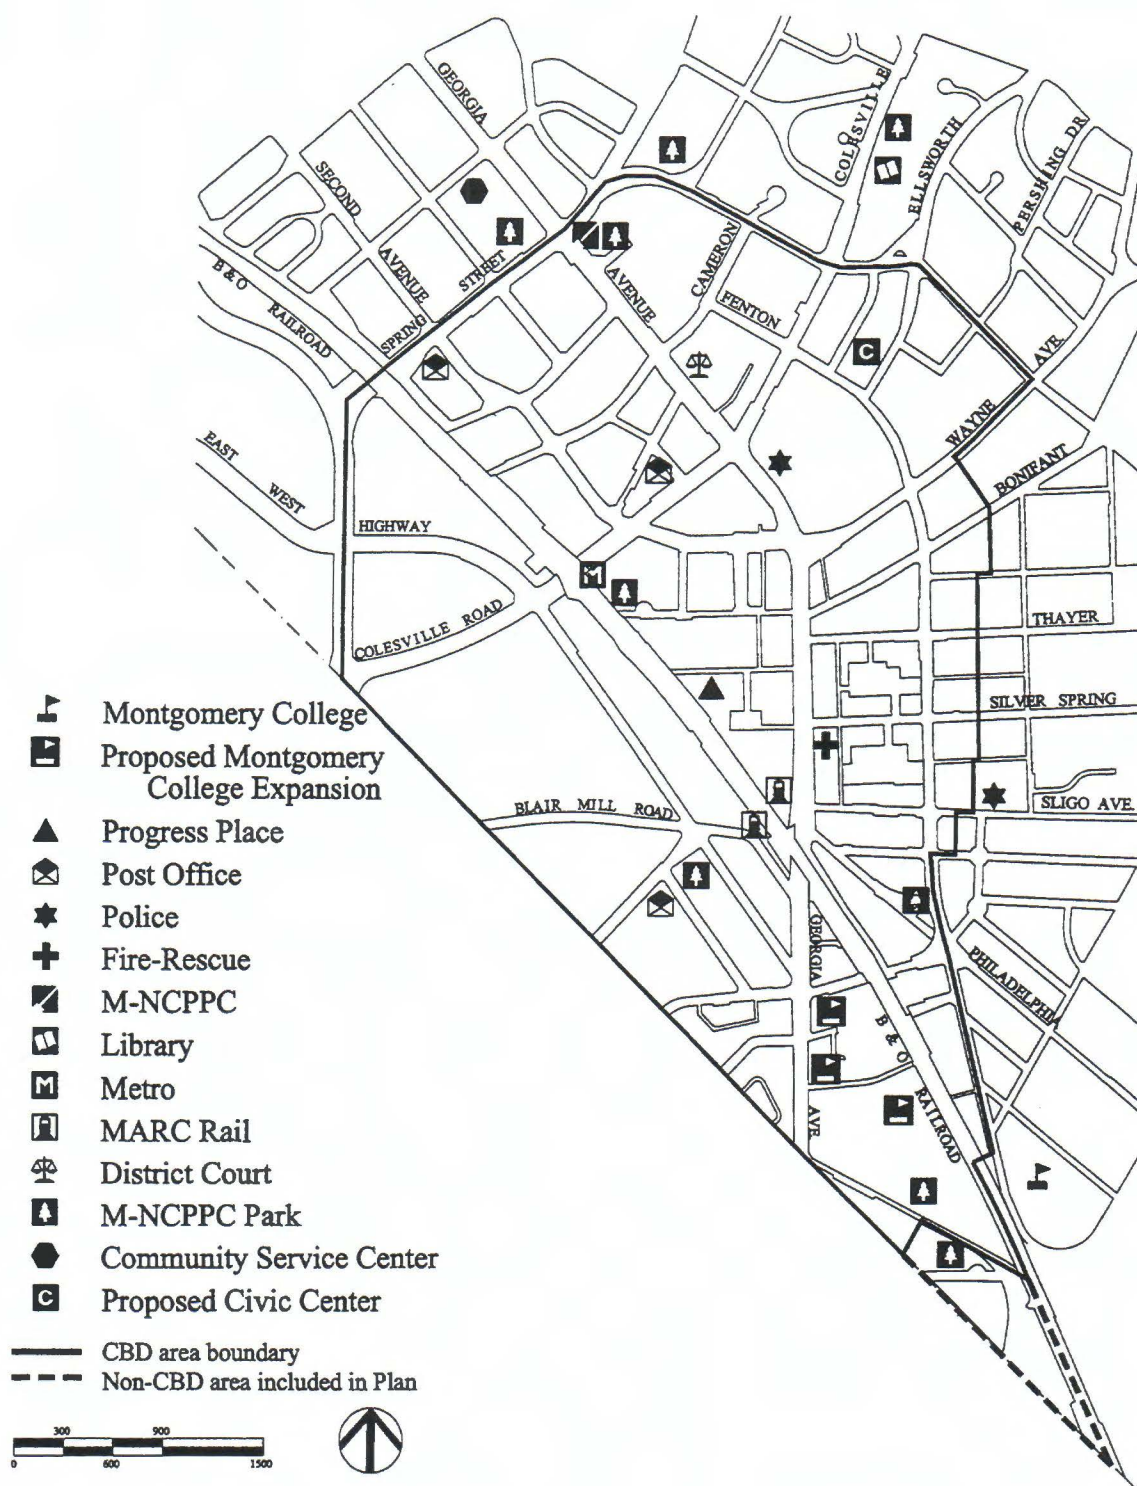 GEORGIA
COLESVILLE
ELLSWORTH
D
PERSHING DR
SECOND
AVENUE
SPRING
STREET
AVENUE
CAMERON
FENTON
B & O
RAILROAD
C
AVE.
WAYNE
BONIFANT
EAST
WEST
HIGHWAY
M
COLESVILLE ROAD
THAYER
SILVER SPRING
SLIGO AVE.
BLAIR MILL ROAD
GEORGIA
AVE
PHILADELPHIA
B & O
RAILROAD
Montgomery College
Proposed Montgomery
College Expansion
Progress Place
Post Office
Police
Fire-Rescue
M-NCPPC
Library
M Metro
MARC Rail
District Court
M-NCPPC Park
Community Service Center
C Proposed Civic Center
CBD area boundary
Non-CBD area included in Plan
300 900
0 600 1500